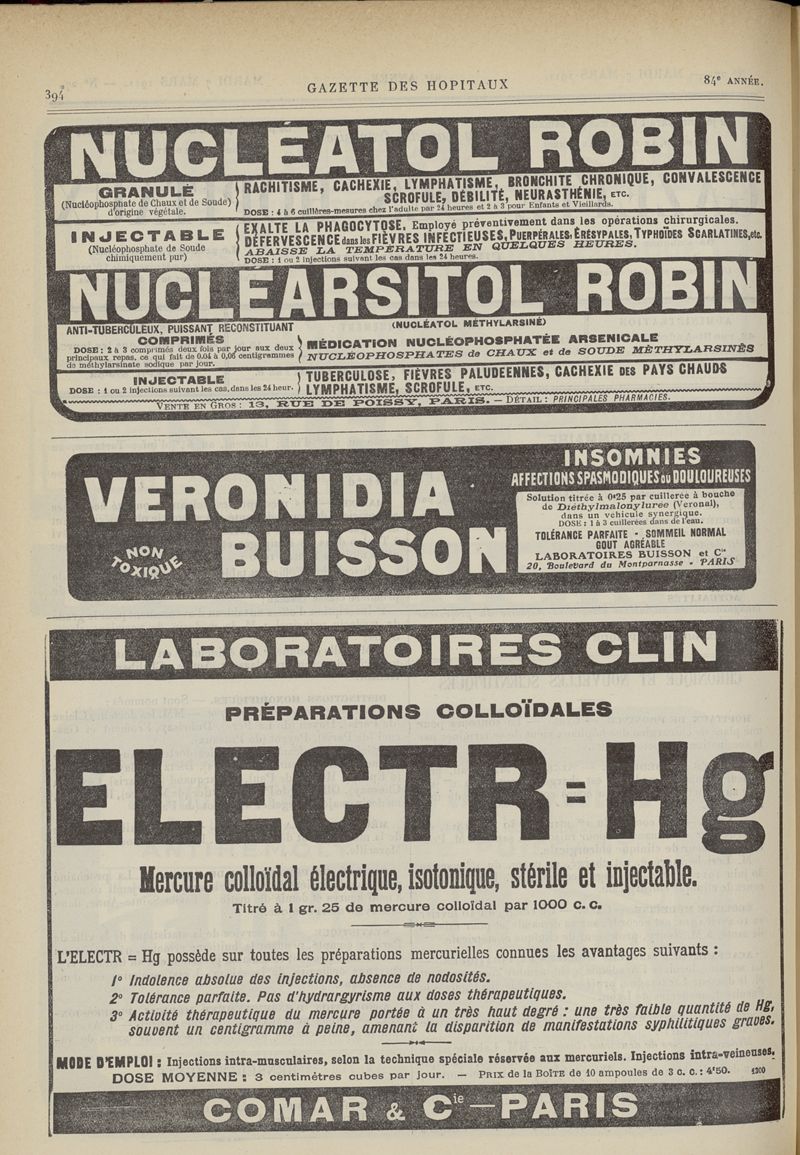 394
GAZETTE DES HOPITAUX
84e ANNÉE.
NUCLÉATOL ROBIN
GRANULÉ
(Nucléophosphate de Chaux et de Soude)
d'origine végétale.
RACHITISME, CACHEXIE, LYMPHATISME, BRONCHITE CHRONIQUE, CONVALESCENCE
SCROFULE, DÉBILITÉ, NEURASTHÉNIE, ETC.
DOSE : 4 à 6 cuillères-mesures chez l'adulte par 24 heures et 2 à 3 pour Enfants et Vieillards.
INJECTABLE
(Nucléophosphate de Soude
chimiquement pur)
EXALTE LA PHAGOCYTOSE, Employé préventivement dans les opérations chirurgicales.
DÉFERVESCENCE dans les FIÈVRES INFECTIEUSES, PUERPÉRALES, ÉRÉSYPALES, TYPHOÏDES SCARLATINES, etc.
ABAISSE LA TEMPÉRATURE EN QUELQUES HEURES.
DOSE : 1 ou 2 injections suivant les cas dans les 24 heures.
NUCLÉARSITOL ROBIN
ANTI-TUBERCULEUX, PUISSANT RECONSTITUANT
(NUCLÉATOL MÉTHYLARSINÉ)
COMPRIMÉS
DOSE : 2 à 3 comprimés deux fois par jour aux deux
principaux repas, ce qui fait de 0.04 à 0,06 centigrammes
de méthylarsinate sodique par jour.
MÉDICATION NUCLÉOPHOSPHATÉE ARSENICALE
NUCLÉOPHOSPHATES de CHAUX et de SOUDE MÉTHYLARSINÉS
INJECTABLE
DOSE : 1 ou 2 injections suivant les cas, dans les 24 heur.
TUBERCULOSE, FIÈVRES PALUDEENNES, CACHEXIE DES PAYS CHAUDS
LYMPHATISME, SCROFULE, ETC.
VENTE EN GROS : 13, RUE DE POISSY, PARIS. — DÉTAIL : PRINCIPALES PHARMACIES.
VERONIDIA
BUISSON
NON
TOXIQUE
INSOMNIES
AFFECTIONS SPASMODIQUES OU DOULOUREUSES
Solution titrée à 0g25 par cuillerée à bouche
de Diéthylmalonylurée (Veronal),
dans un véhicule synergique.
DOSE : 1 à 3 cuillerées dans de l'eau.
TOLÉRANCE PARFAITE - SOMMEIL NORMAL
GOUT AGRÉABLE
LABORATOIRES BUISSON et Cie
20, Boulevard du Montparnasse - PARIS
LABORATOIRES CLIN
PRÉPARATIONS COLLOÏDALES
ELECTR=Hg
Mercure colloïdal électrique, isotonique, stérile et injectable.
Titré à 1 gr. 25 de mercure colloïdal par 1000 c. c.
L'ELECTR = Hg possède sur toutes les préparations mercurielles connues les avantages suivants :
1º Indolence absolue des injections, absence de nodosités.
2º Tolérance parfaite. Pas d'hydrargyrisme aux doses thérapeutiques.
3º Activité thérapeutique du mercure portée à un très haut degré : une très faible quantité de Hg,
souvent un centigramme à peine, amenant la disparition de manifestations syphilitiques graves.
MODE D'EMPLOI : Injections intra-musculaires, selon la technique spéciale réservée aux mercuriels. Injections intra-veineuses.
DOSE MOYENNE : 3 centimètres cubes par jour. — PRIX de la BOÎTE de 10 ampoules de 3 c. c. : 4f50.
COMAR & Cie — PARIS